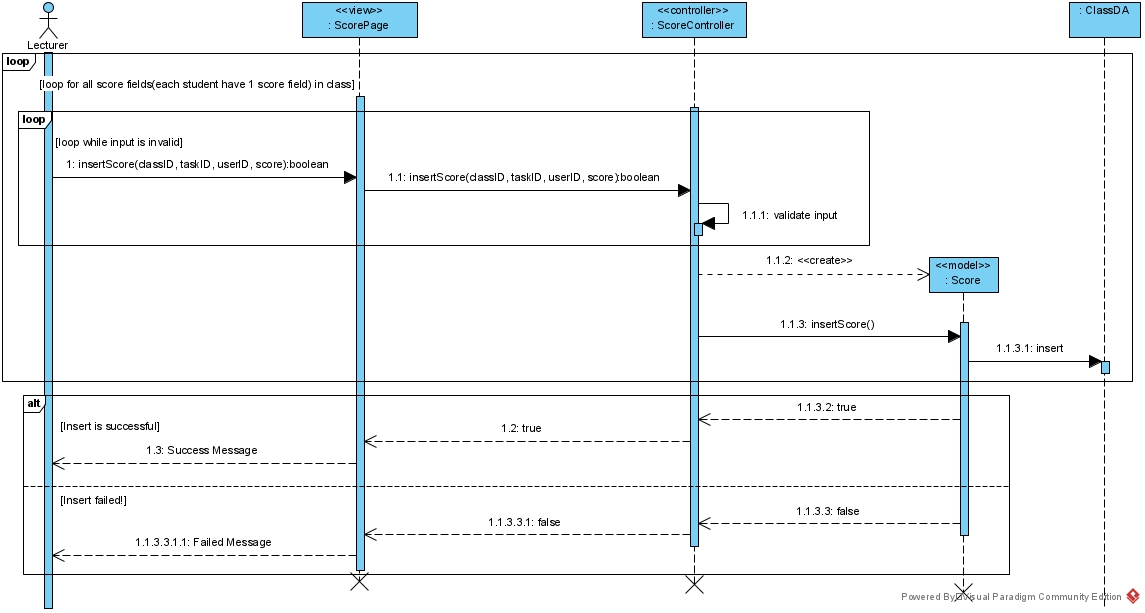 <<view>>
: ScorePage
<<controller>>
: ScoreController
: ClassDA
Lecturer
loop
[loop for all score fields(each student have 1 score field) in class]
loop
[loop while input is invalid]
1: insertScore(classID, taskID, userID, score):boolean
1.1: insertScore(classID, taskID, userID, score):boolean
1.1.1: validate input
1.1.2: <<create>>
<<model>>
: Score
1.1.3: insertScore()
1.1.3.1: insert
alt
1.1.3.2: true
[Insert is successful]
1.2: true
1.3: Success Message
[Insert failed!]
1.1.3.3: false
1.1.3.3.1: false
1.1.3.3.1.1: Failed Message
Powered By Visual Paradigm Community Edition